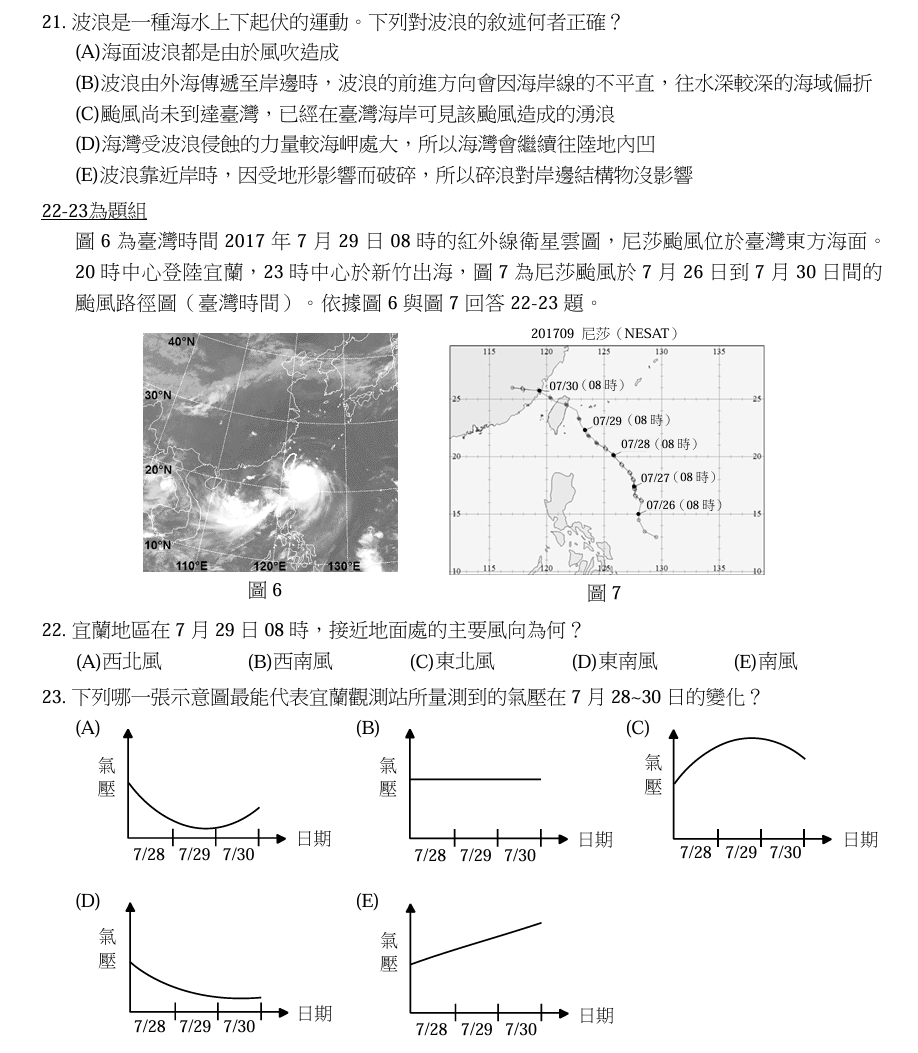 21. 波浪是一種海水上下起伏的運動。下列對波浪的敘述何者正確？
(A)海面波浪都是由於風吹造成
(B)波浪由外海傳遞至岸邊時，波浪的前進方向會因海岸線的不平直，往水深較深的海域偏折
(C)颱風尚未到達臺灣，已經在臺灣海岸可見該颱風造成的湧浪
(D)海灣受波浪侵蝕的力量較海岬處大，所以海灣會繼續往陸地內凹
(E)波浪靠近岸時，因受地形影響而破碎，所以碎浪對岸邊結構物沒影響
22-23為題組
圖 6 為臺灣時間 2017 年 7 月 29 日 08 時的紅外線衛星雲圖，尼莎颱風位於臺灣東方海面。
20 時中心登陸宜蘭，23 時中心於新竹出海，圖 7 為尼莎颱風於 7 月 26 日到 7 月 30 日間的
颱風路徑圖（臺灣時間）。依據圖 6 與圖 7 回答 22-23 題。
40°N
30°N
20°N
10°N
110°E 120°E 130°E
圖 6
201709 尼莎（NESAT）
115 120 125 130 135
07/30（08 時）
25 25
07/29（08 時）
07/28（08 時）
20 20
07/27（08 時）
07/26（08 時）
15 15
10 115 120 125 130 135 10
圖 7
22. 宜蘭地區在 7 月 29 日 08 時，接近地面處的主要風向為何？
(A)西北風 (B)西南風 (C)東北風 (D)東南風 (E)南風
23. 下列哪一張示意圖最能代表宜蘭觀測站所量測到的氣壓在 7 月 28~30 日的變化？
(A)
氣壓
日期
7/28 7/29 7/30
(B)
氣壓
日期
7/28 7/29 7/30
(C)
氣壓
日期
7/28 7/29 7/30
(D)
氣壓
日期
7/28 7/29 7/30
(E)
氣壓
日期
7/28 7/29 7/30